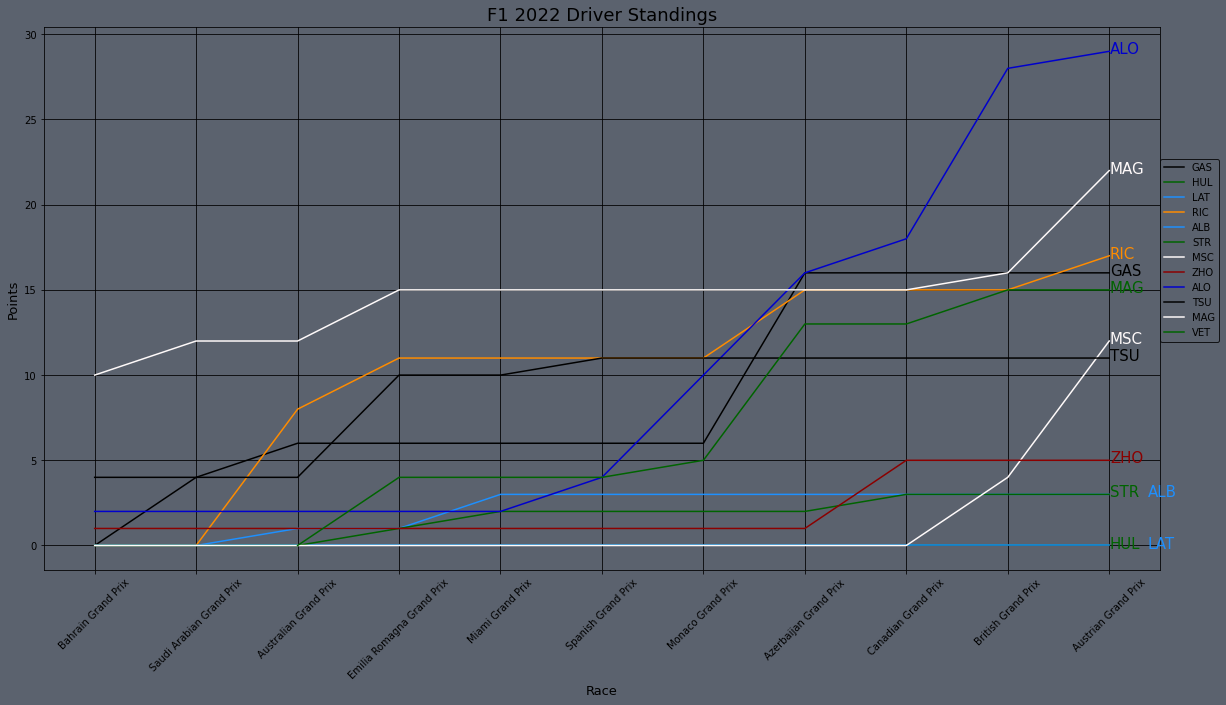 F1 2022 Driver Standings
30
25
20
15
10
5
0
Points
ALO
MAG
RIC
GAS
MAG
MSC
TSU
ZHO
STR ALB
HUL LAT
GAS
HUL
LAT
RIC
ALB
STR
MSC
ZHO
ALO
TSU
MAG
VET
Bahrain Grand Prix
Saudi Arabian Grand Prix
Australian Grand Prix
Emilia Romagna Grand Prix
Miami Grand Prix
Spanish Grand Prix
Monaco Grand Prix
Azerbaijan Grand Prix
Canadian Grand Prix
British Grand Prix
Austrian Grand Prix
Race